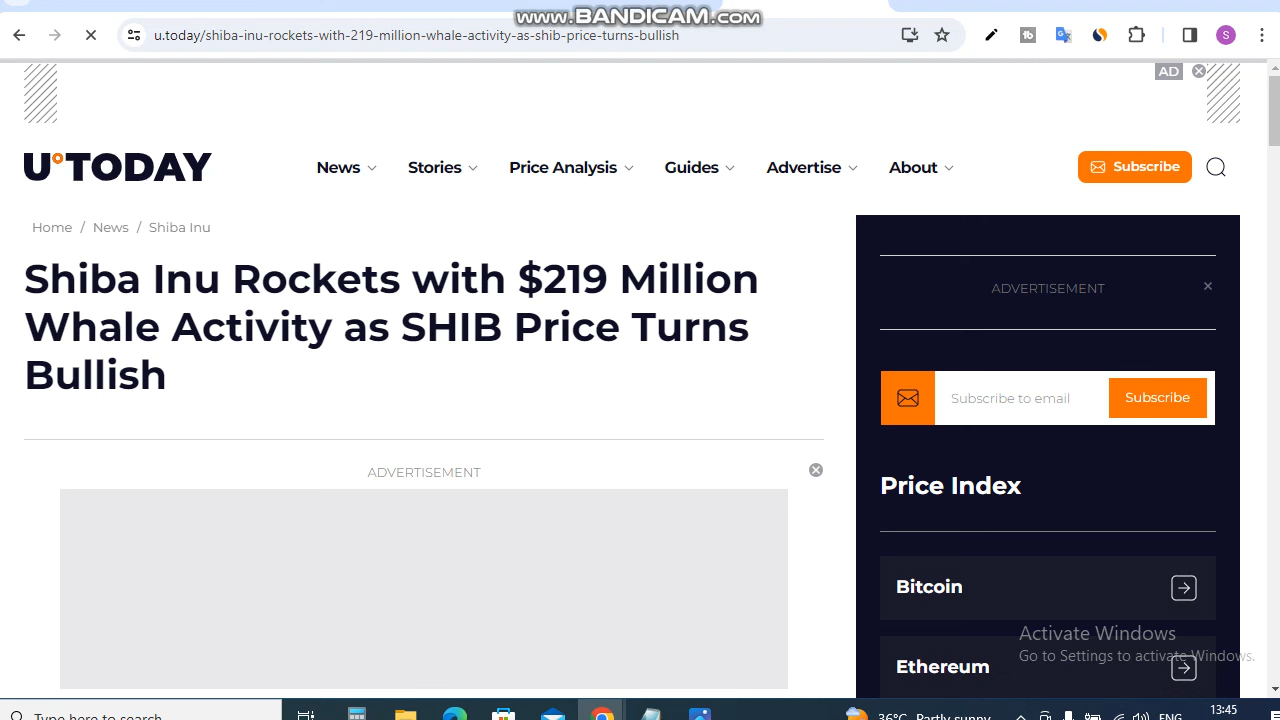 www.BANDICAM.com
u.today/shiba-inu-rockets-with-219-million-whale-activity-as-shib-price-turns-bullish
S
AD
U°TODAY
News
Stories
Price Analysis
Guides
Advertise
About
Subscribe
Home / News / Shiba Inu
Shiba Inu Rockets with $219 Million
Whale Activity as SHIB Price Turns
Bullish
ADVERTISEMENT
ADVERTISEMENT
Subscribe to email
Subscribe
Price Index
Bitcoin
Ethereum
Activate Windows
Go to Settings to activate Windows.
Type here to search
36°C Partly sunny
ENG
13:45